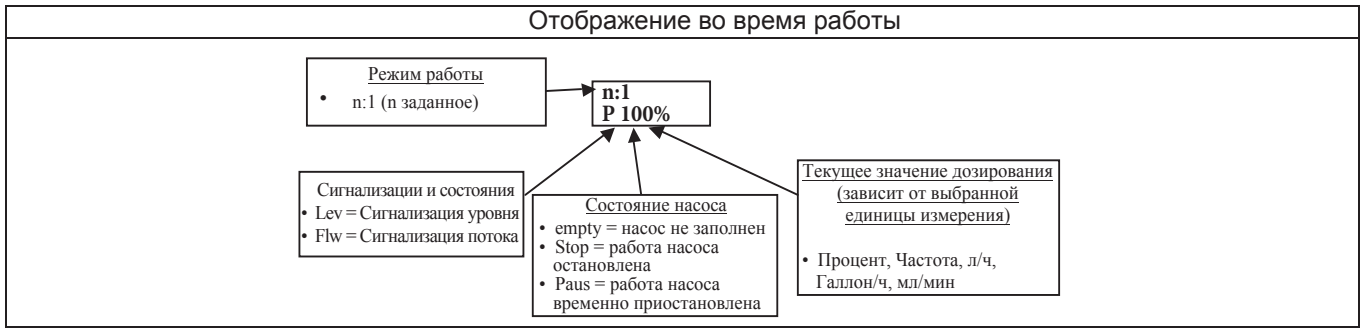 Отображение во время работы
Режим работы
• n:1 (n заданное)
n:1
P 100%
Сигнализации и состояния
• Lev = Сигнализация уровня
• Flw = Сигнализация потока
Состояние насоса
• empty = насос не заполнен
• Stop = работа насоса
остановлена
• Paus = работа насоса
временно приостановлена
Текущее значение дозирования
(зависит от выбранной
единицы измерения)
• Процент, Частота, л/ч,
Галлон/ч, мл/мин